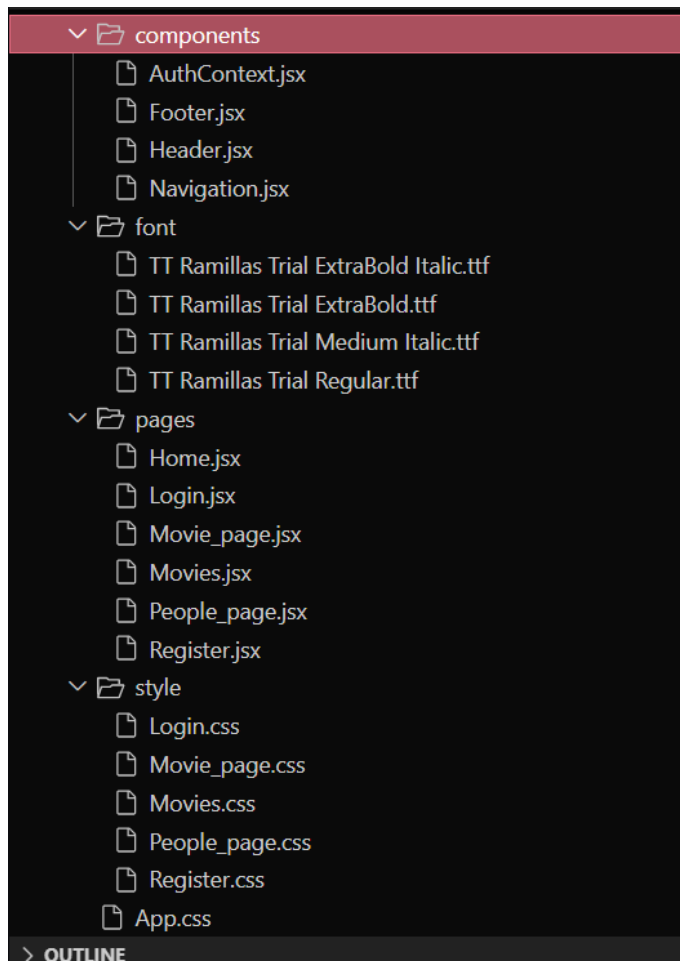 components
AuthContext.jsx
Footer.jsx
Header.jsx
Navigation.jsx
font
TT Ramillas Trial ExtraBold Italic.ttf
TT Ramillas Trial ExtraBold.ttf
TT Ramillas Trial Medium Italic.ttf
TT Ramillas Trial Regular.ttf
pages
Home.jsx
Login.jsx
Movie_page.jsx
Movies.jsx
People_page.jsx
Register.jsx
style
Login.css
Movie_page.css
Movies.css
People_page.css
Register.css
App.css
OUTLINE